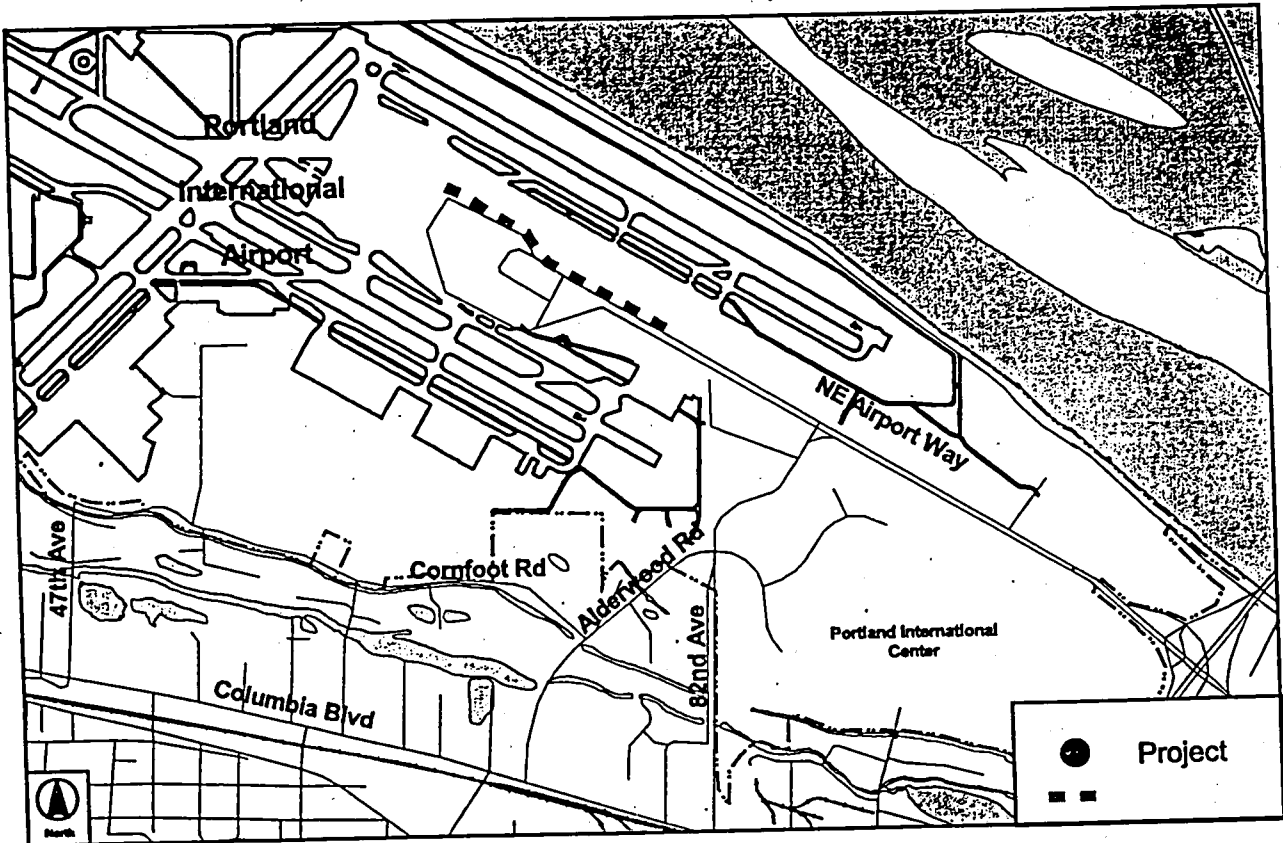 Portland
International
Airport
NE Airport Way
47th Ave
Cornfoot Rd
Alderwood Rd
82nd Ave
Portland International
Center
Columbia Blvd
Project
North